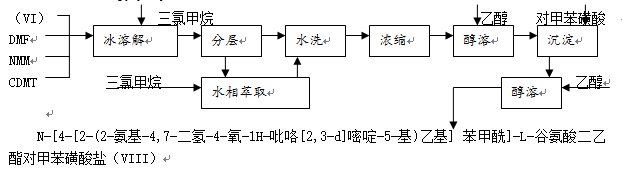 （VI） 三氯甲烷 乙醇 对甲苯磺酸
DMF 冰溶解 分层 水洗 浓缩 醇溶 沉淀
NMM
CDMT 三氯甲烷 水相萃取 醇溶 乙醇
N-[4-[2-(2-氨基-4,7-二氢-4-氧-1H-吡咯[2,3-d]嘧啶-5-基)乙基] 苯甲酰]-L-谷氨酸二乙
酯对甲苯磺酸盐（VIII）